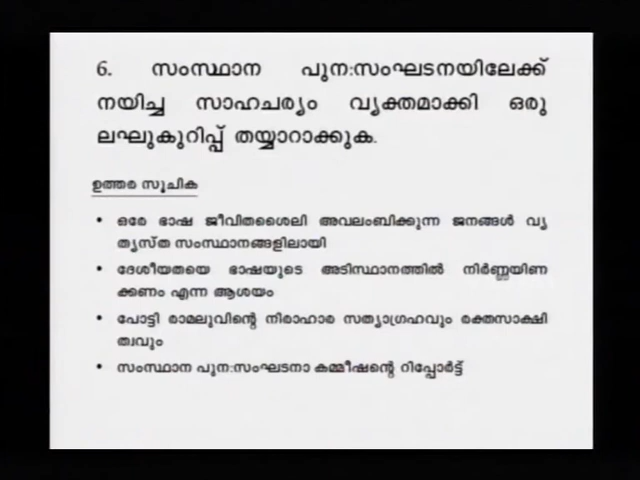 6. സംസ്ഥാന പുന:സംഘടനയിലേക്ക്
നയിച്ച സാഹചര്യം വ്യക്തമാക്കി ഒരു
ലഘുകുറിപ്പ് തയ്യാറാക്കുക.
ഉത്തര സൂചിക
• ഒരേ ഭാഷ ജീവിതശൈലി അവലംബിക്കുന്ന ജനങ്ങൾ വ്യ
ത്യസ്ത സംസ്ഥാനങ്ങളിലായി
• ദേശീയതയെ ഭാഷയുടെ അടിസ്ഥാനത്തിൽ നിർണ്ണയിണ
ക്കണം എന്ന ആശയം
• പോട്ടി രാമലുവിന്റെ നിരാഹാര സത്യാഗ്രഹവും രക്തസാക്ഷി
ത്വവും
• സംസ്ഥാന പുന:സംഘടനാ കമ്മീഷന്റെ റിപ്പോർട്ട്